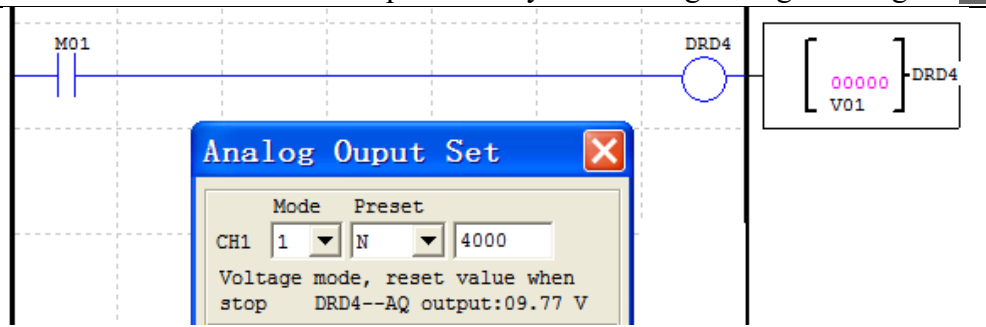 M01
DRD4
00000
DRD4
V01
Analog Ouput Set
Mode Preset
CH1 1 N 4000
Voltage mode, reset value when
stop DRD4--AQ output:09.77 V